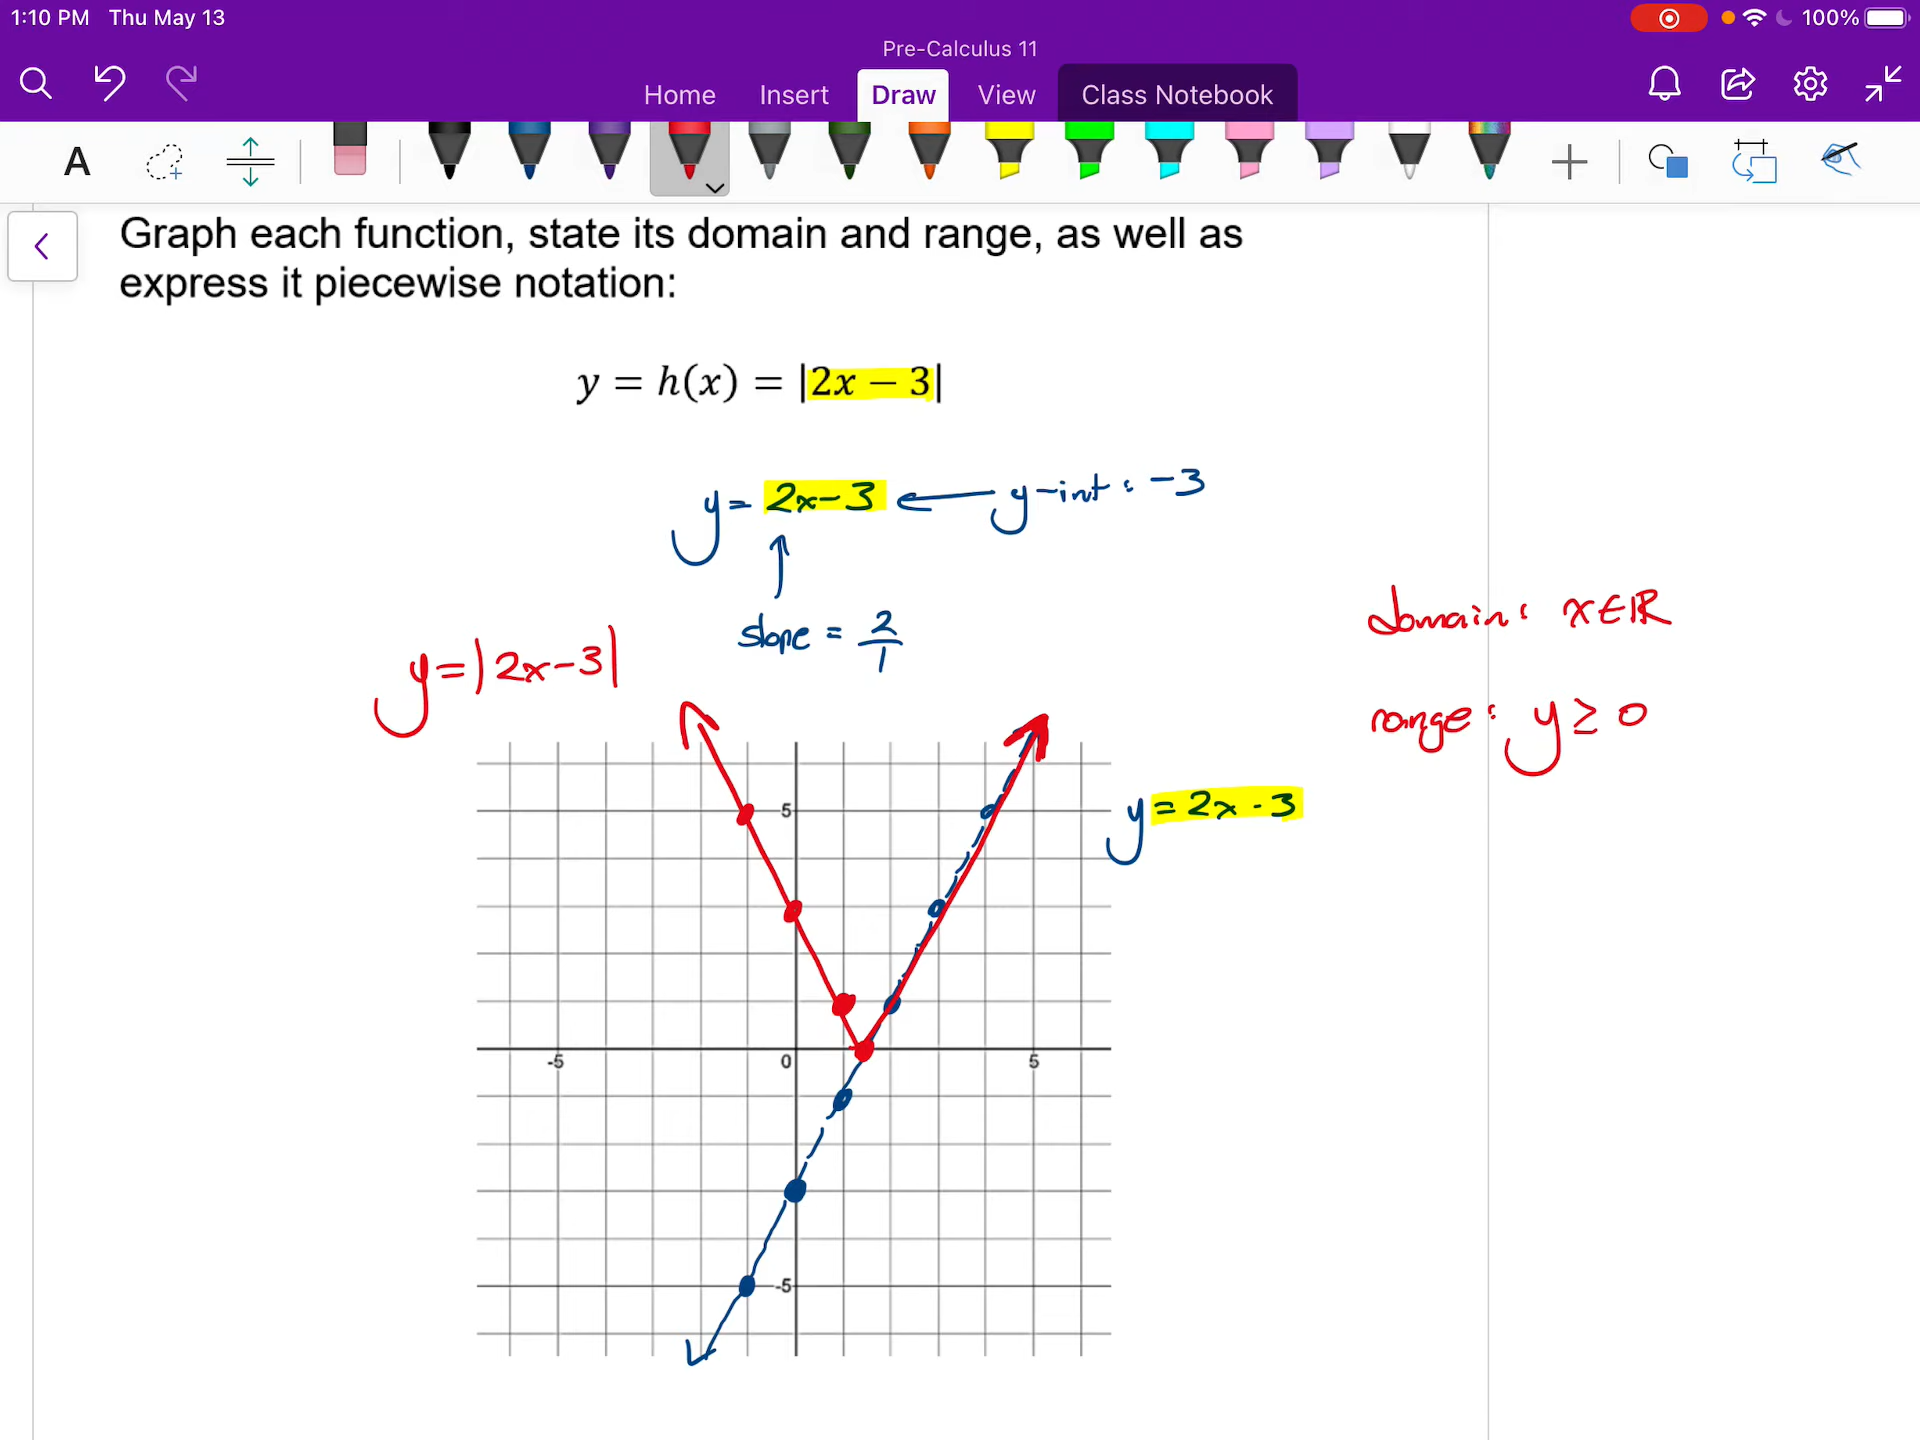 1:10 PM Thu May 13
100%
Pre-Calculus 11
Home Insert Draw View Class Notebook
A
Graph each function, state its domain and range, as well as
express it piecewise notation:
y = h(x) = |2x − 3|
y = 2x-3 ← y-int: -3
slope = 2/1
domain: x∈ℝ
y=|2x-3|
range: y ≥ 0
5
y = 2x - 3
-5 0 5
-5